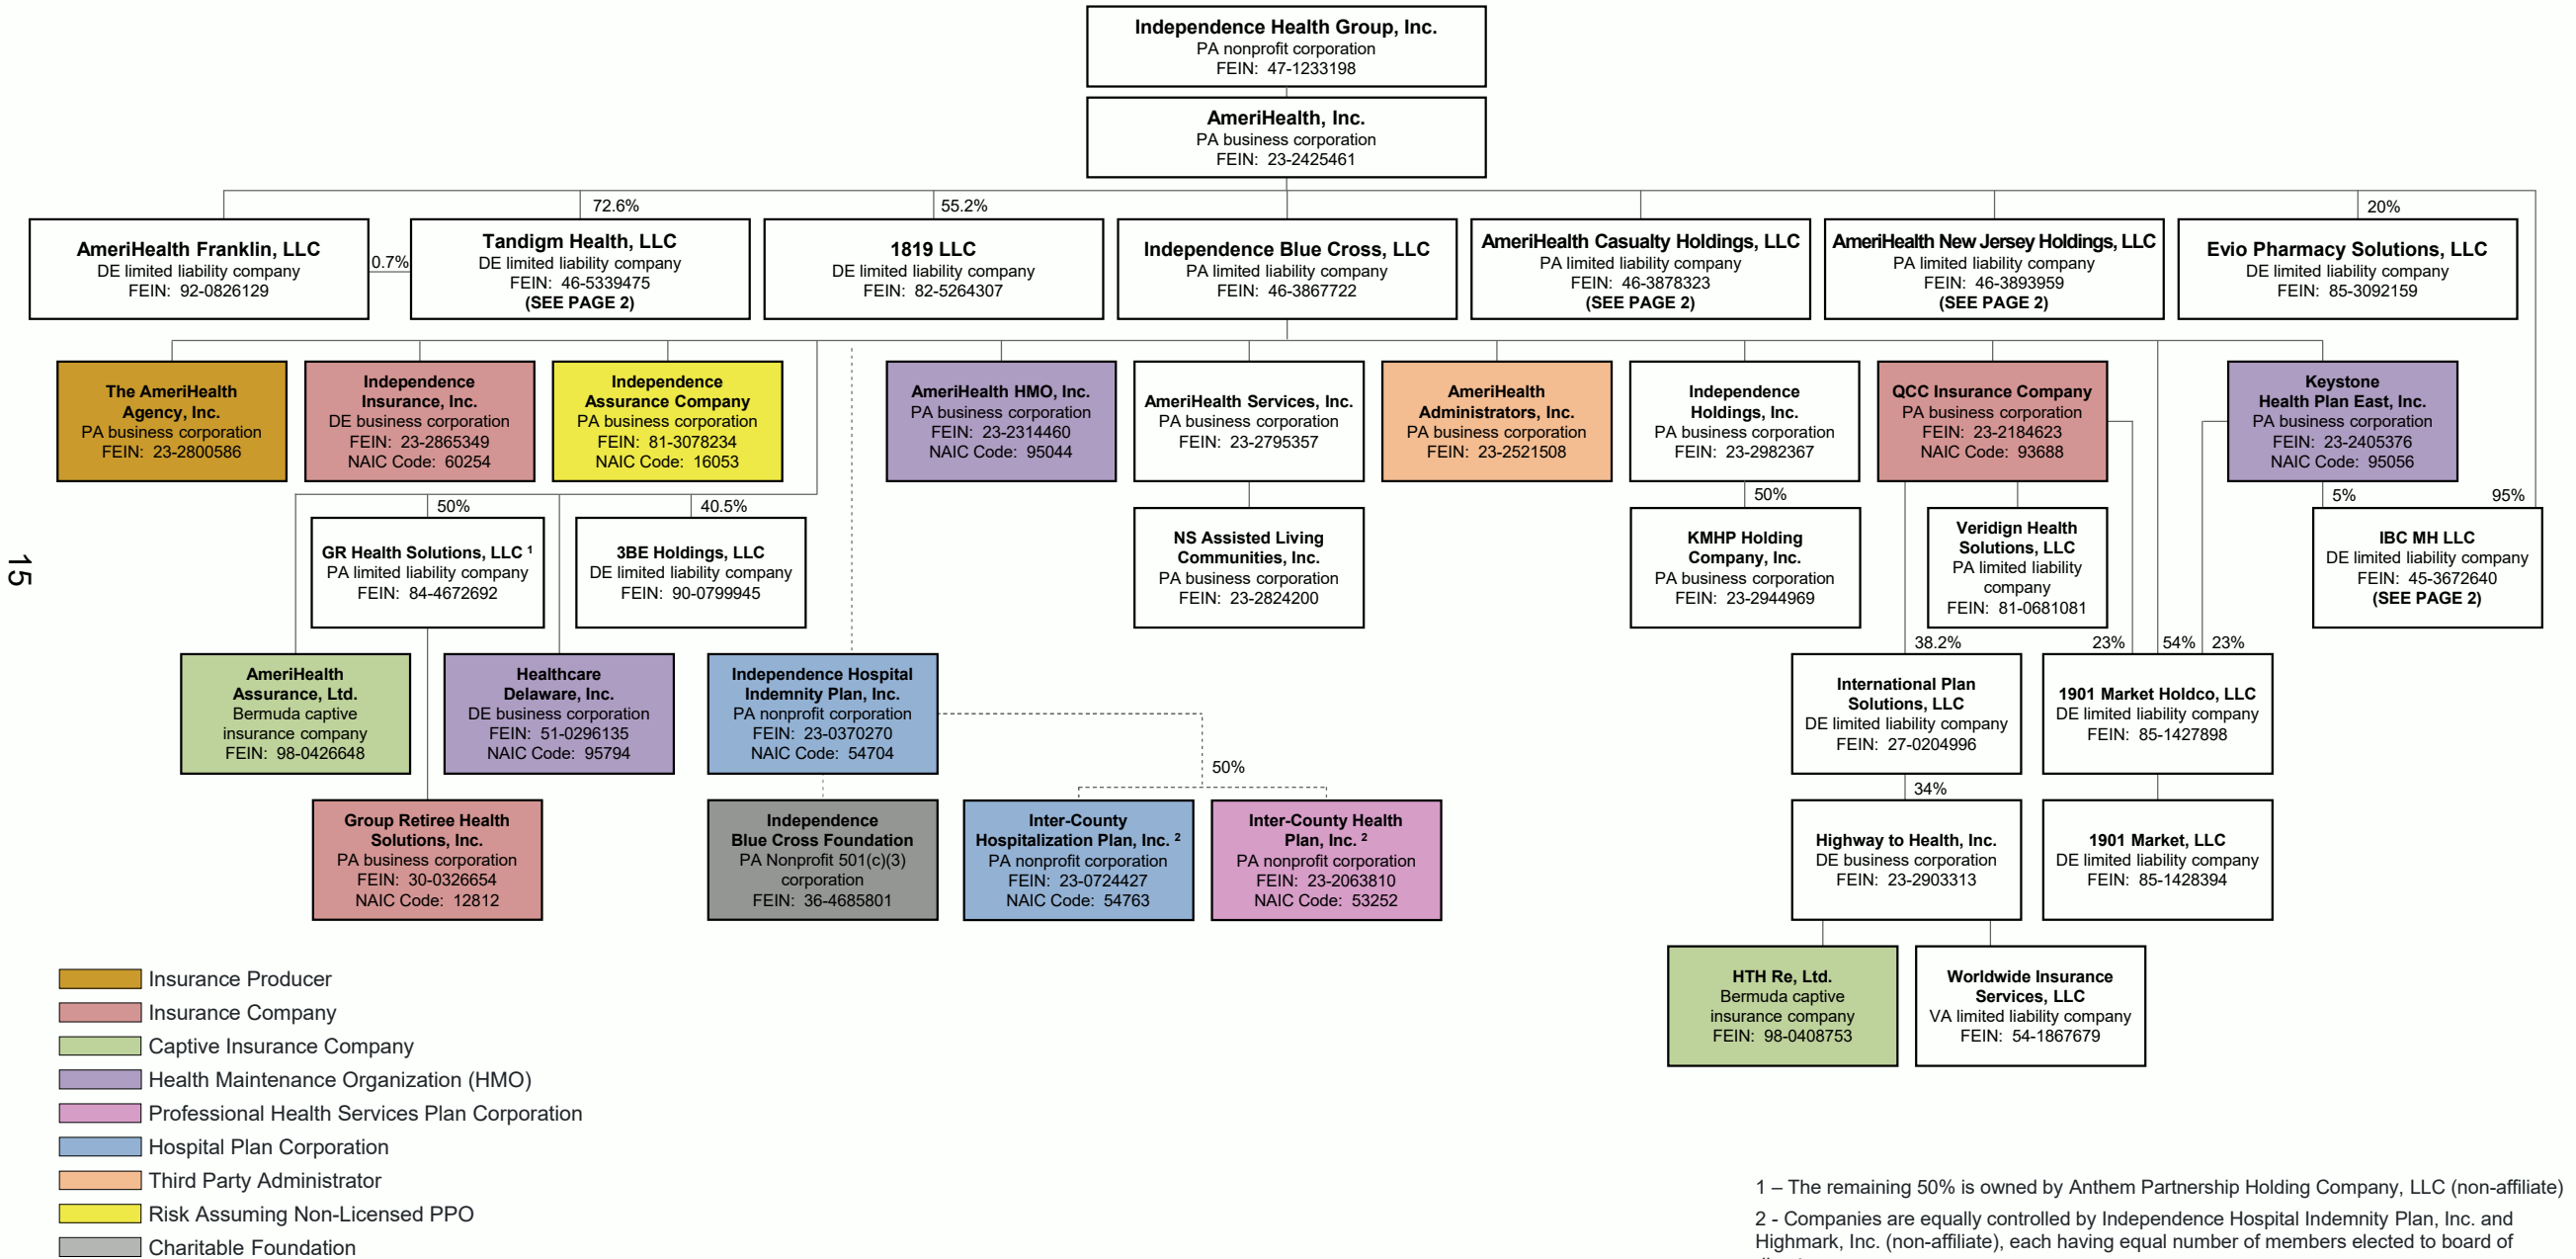 Independence Health Group, Inc.
PA nonprofit corporation
FEIN: 47-1233198
AmeriHealth, Inc.
PA business corporation
FEIN: 23-2425461
72.6%
55.2%
20%
AmeriHealth Franklin, LLC
DE limited liability company
FEIN: 92-0826129
0.7%
Tandigm Health, LLC
DE limited liability company
FEIN: 46-5339475
(SEE PAGE 2)
1819 LLC
DE limited liability company
FEIN: 82-5264307
Independence Blue Cross, LLC
PA limited liability company
FEIN: 46-3867722
AmeriHealth Casualty Holdings, LLC
PA limited liability company
FEIN: 46-3878323
(SEE PAGE 2)
AmeriHealth New Jersey Holdings, LLC
PA limited liability company
FEIN: 46-3893959
(SEE PAGE 2)
Evio Pharmacy Solutions, LLC
DE limited liability company
FEIN: 85-3092159
The AmeriHealth
Agency, Inc.
PA business corporation
FEIN: 23-2800586
Independence
Insurance, Inc.
DE business corporation
FEIN: 23-2865349
NAIC Code: 60254
Independence
Assurance Company
PA business corporation
FEIN: 81-3078234
NAIC Code: 16053
AmeriHealth HMO, Inc.
PA business corporation
FEIN: 23-2314460
NAIC Code: 95044
AmeriHealth Services, Inc.
PA business corporation
FEIN: 23-2795357
AmeriHealth
Administrators, Inc.
PA business corporation
FEIN: 23-2521508
Independence
Holdings, Inc.
PA business corporation
FEIN: 23-2982367
QCC Insurance Company
PA business corporation
FEIN: 23-2184623
NAIC Code: 93688
Keystone
Health Plan East, Inc.
PA business corporation
FEIN: 23-2405376
NAIC Code: 95056
50%
40.5%
50%
5%
95%
GR Health Solutions, LLC 1
PA limited liability company
FEIN: 84-4672692
3BE Holdings, LLC
DE limited liability company
FEIN: 90-0799945
NS Assisted Living
Communities, Inc.
PA business corporation
FEIN: 23-2824200
KMHP Holding
Company, Inc.
PA business corporation
FEIN: 23-2944969
Veridign Health
Solutions, LLC
PA limited liability
company
FEIN: 81-0681081
IBC MH LLC
DE limited liability company
FEIN: 45-3672640
(SEE PAGE 2)
15
38.2%
23%
54%
23%
AmeriHealth
Assurance, Ltd.
Bermuda captive
insurance company
FEIN: 98-0426648
Healthcare
Delaware, Inc.
DE business corporation
FEIN: 51-0296135
NAIC Code: 95794
Independence Hospital
Indemnity Plan, Inc.
PA nonprofit corporation
FEIN: 23-0370270
NAIC Code: 54704
International Plan
Solutions, LLC
DE limited liability company
FEIN: 27-0204996
1901 Market Holdco, LLC
DE limited liability company
FEIN: 85-1427898
50%
34%
Group Retiree Health
Solutions, Inc.
PA business corporation
FEIN: 30-0326654
NAIC Code: 12812
Independence
Blue Cross Foundation
PA Nonprofit 501(c)(3)
corporation
FEIN: 36-4685801
Inter-County
Hospitalization Plan, Inc. 2
PA nonprofit corporation
FEIN: 23-0724427
NAIC Code: 54763
Inter-County Health
Plan, Inc. 2
PA nonprofit corporation
FEIN: 23-2063810
NAIC Code: 53252
Highway to Health, Inc.
DE business corporation
FEIN: 23-2903313
1901 Market, LLC
DE limited liability company
FEIN: 85-1428394
HTH Re, Ltd.
Bermuda captive
insurance company
FEIN: 98-0408753
Worldwide Insurance
Services, LLC
VA limited liability company
FEIN: 54-1867679
Insurance Producer
Insurance Company
Captive Insurance Company
Health Maintenance Organization (HMO)
Professional Health Services Plan Corporation
Hospital Plan Corporation
Third Party Administrator
Risk Assuming Non-Licensed PPO
Charitable Foundation
1 – The remaining 50% is owned by Anthem Partnership Holding Company, LLC (non-affiliate)
2 - Companies are equally controlled by Independence Hospital Indemnity Plan, Inc. and
Highmark, Inc. (non-affiliate), each having equal number of members elected to board of